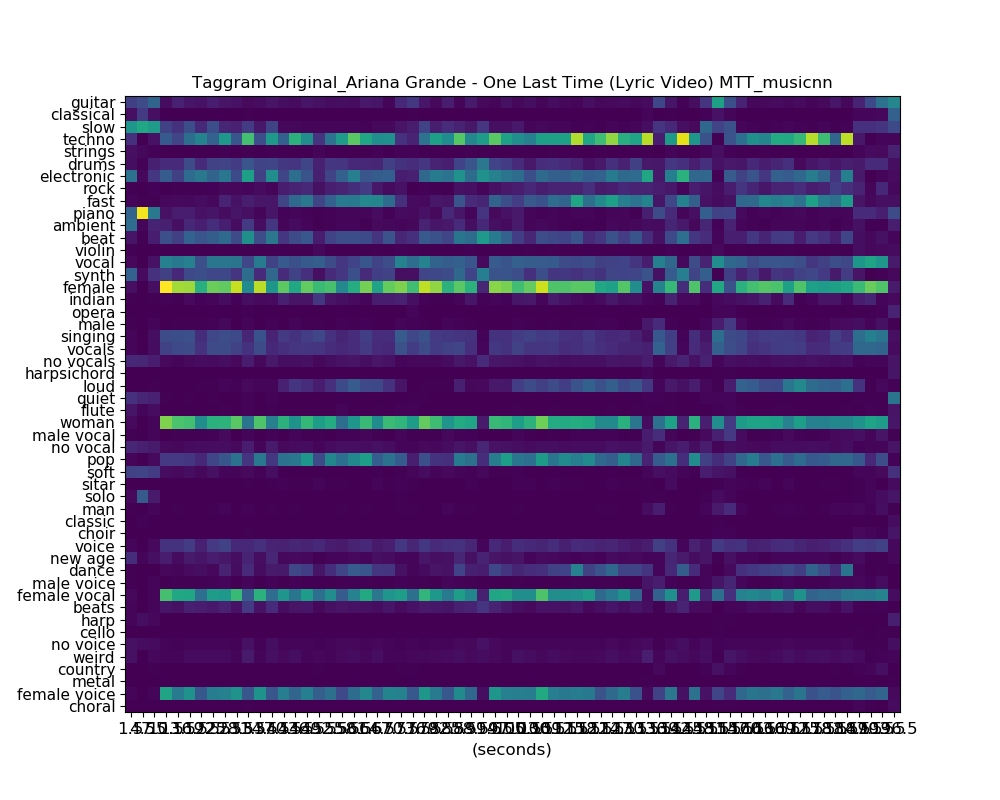 Taggram Original_Ariana Grande - One Last Time (Lyric Video) MTT_musicnn
guitar
classical
slow
techno
strings
drums
electronic
rock
fast
piano
ambient
beat
violin
vocal
synth
female
indian
opera
male
singing
vocals
no vocals
harpsichord
loud
quiet
flute
woman
male vocal
no vocal
pop
soft
sitar
solo
man
classic
choir
voice
new age
dance
male voice
female vocal
beats
harp
cello
no voice
weird
country
metal
female voice
choral
(seconds)